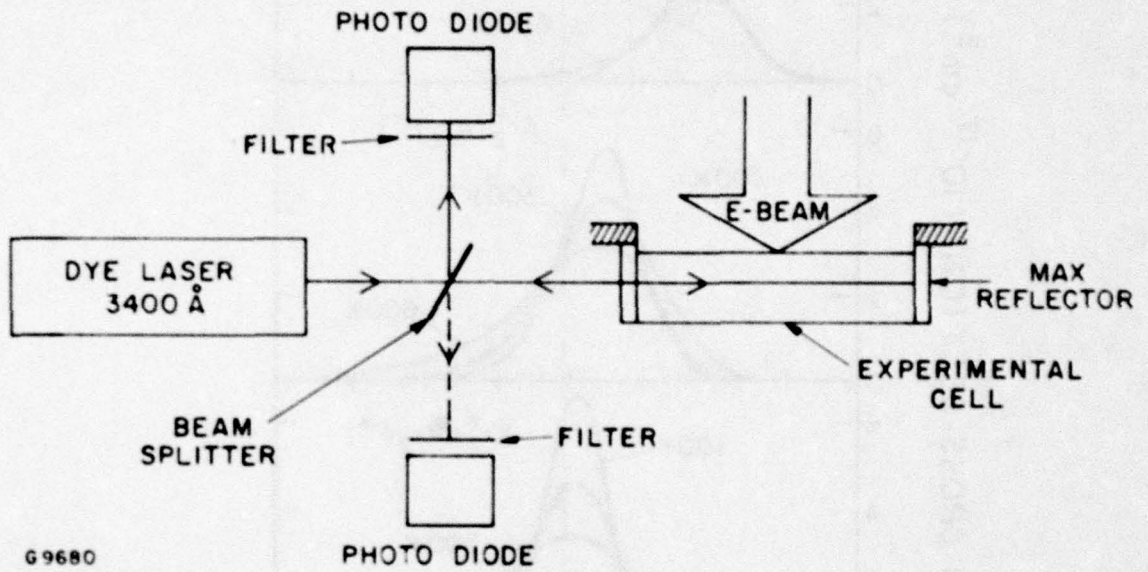 PHOTO DIODE
FILTER
E-BEAM
DYE LASER
3400 Å
MAX
REFLECTOR
EXPERIMENTAL
CELL
BEAM
SPLITTER
FILTER
G9680
PHOTO DIODE